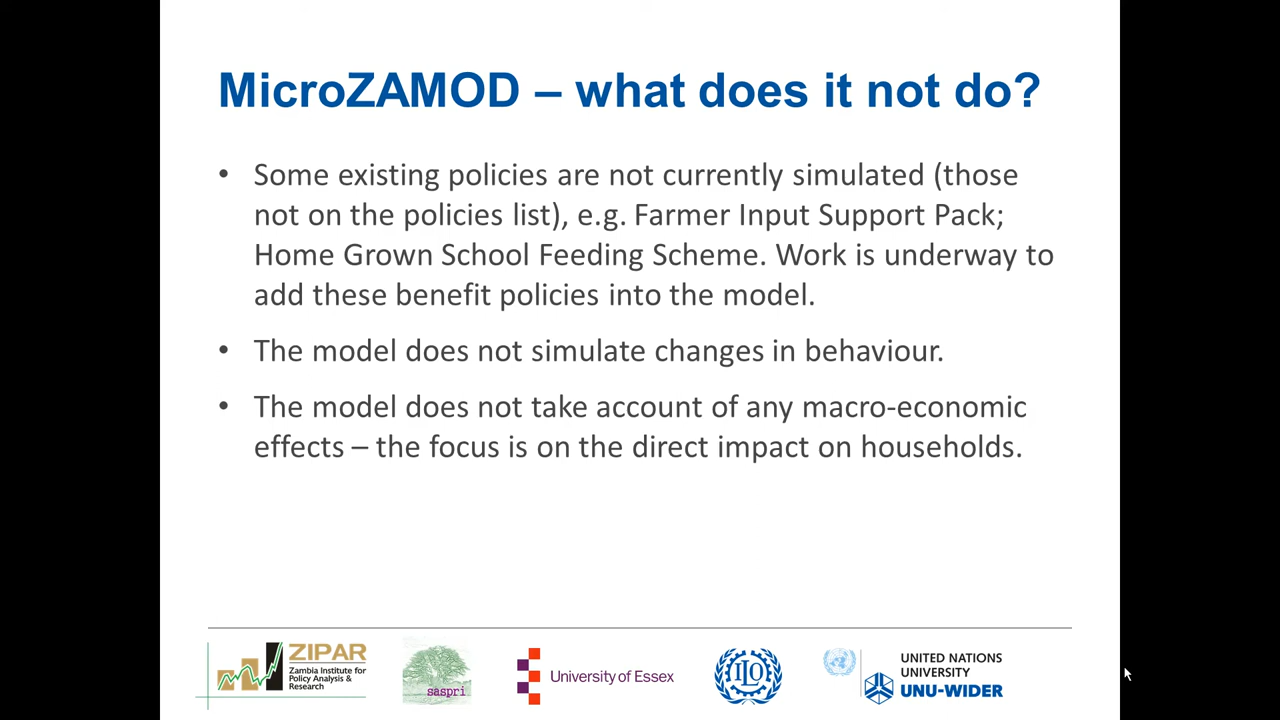 MicroZAMOD – what does it not do?
• Some existing policies are not currently simulated (those
not on the policies list), e.g. Farmer Input Support Pack;
Home Grown School Feeding Scheme. Work is underway to
add these benefit policies into the model.
• The model does not simulate changes in behaviour.
• The model does not take account of any macro-economic
effects – the focus is on the direct impact on households.
ZIPAR
Zambia Institute for
Policy Analysis &
Research
saspri
University of Essex
ILO
UNITED NATIONS
UNIVERSITY
UNU-WIDER